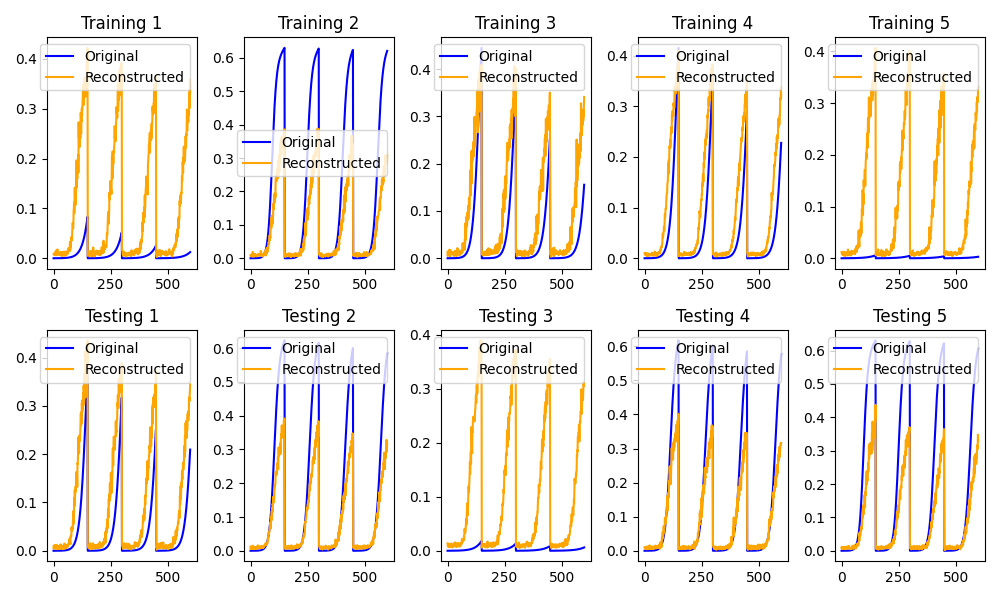 Training 1
Training 2
Training 3
Training 4
Training 5
Original
Reconstructed
0.4
0.3
0.2
0.1
0.0
0
250
500
Original
Reconstructed
0.6
0.5
0.4
0.3
0.2
0.1
0.0
0
250
500
Original
Reconstructed
0.4
0.3
0.2
0.1
0.0
0
250
500
Original
Reconstructed
0.4
0.3
0.2
0.1
0.0
0
250
500
Original
Reconstructed
0.4
0.3
0.2
0.1
0.0
0
250
500
Testing 1
Testing 2
Testing 3
Testing 4
Testing 5
Original
Reconstructed
0.4
0.3
0.2
0.1
0.0
0
250
500
Original
Reconstructed
0.6
0.5
0.4
0.3
0.2
0.1
0.0
0
250
500
Original
Reconstructed
0.4
0.3
0.2
0.1
0.0
0
250
500
Original
Reconstructed
0.6
0.5
0.4
0.3
0.2
0.1
0.0
0
250
500
Original
Reconstructed
0.6
0.5
0.4
0.3
0.2
0.1
0.0
0
250
500